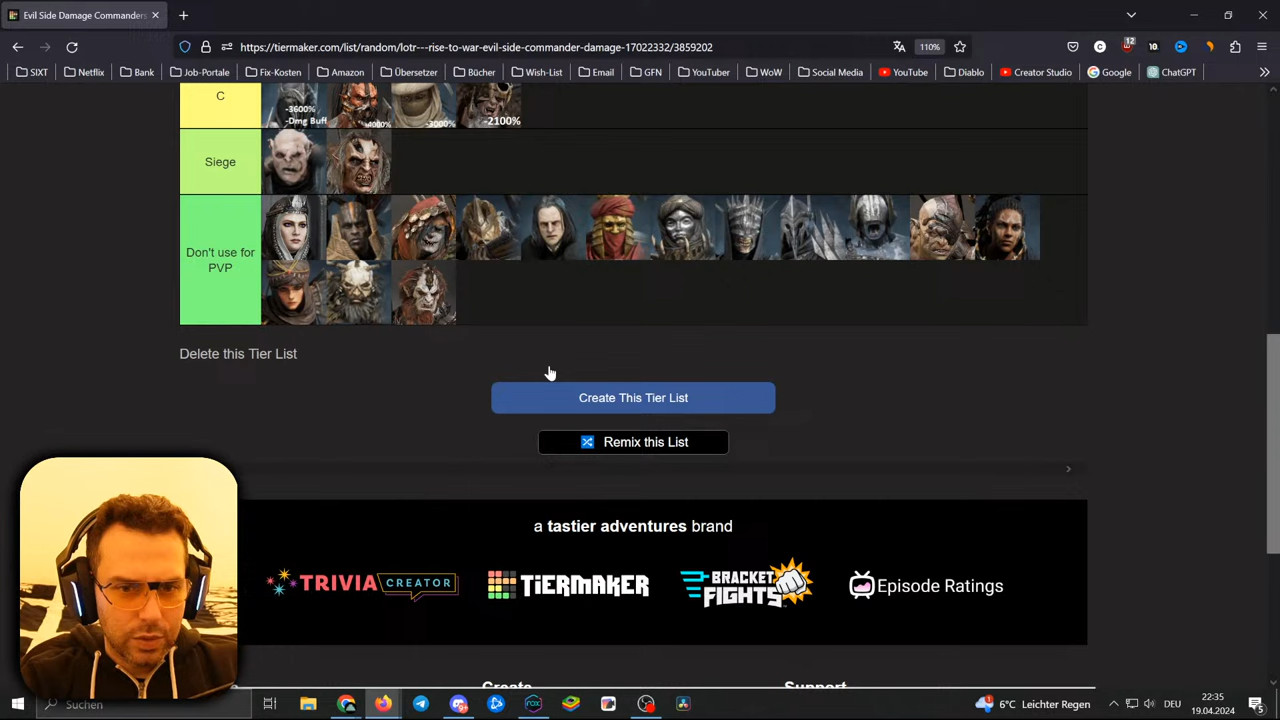 Evil Side Damage Commanders
https://tiermaker.com/list/random/lotr---rise-to-war-evil-side-commander-damage-17022332/3859202
110%
12
SIXT
Netflix
Bank
Job-Portale
Fix-Kosten
Amazon
Übersetzer
Bücher
Wish-List
Email
GFN
YouTuber
WoW
Social Media
YouTube
Diablo
Creator Studio
Google
ChatGPT
C
-3600%
-Dmg Buff
-4000%
-3000%
-2100%
Siege
Don't use for
PVP
Delete this Tier List
Create This Tier List
Remix this List
a tastier adventures brand
TRIVIA CREATOR
TiERMAKER
BRACKET
FIGHTS
Episode Ratings
Create
Support
Suchen
6°C Leichter Regen
DEU
22:35
19.04.2024
5